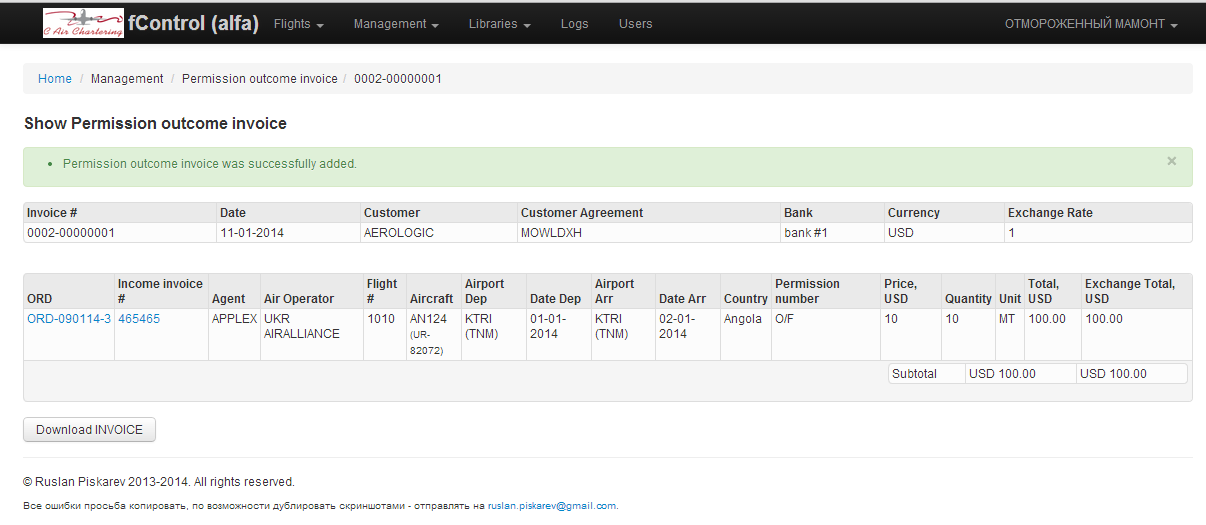 C Air Chartering fControl (alfa) Flights Management Libraries Logs Users ОТМОРОЖЕННЫЙ МАМОНТ
Home / Management / Permission outcome invoice / 0002-00000001
Show Permission outcome invoice
• Permission outcome invoice was successfully added. ×
Invoice # Date Customer Customer Agreement Bank Currency Exchange Rate
0002-00000001 11-01-2014 AEROLOGIC MOWLDXH bank #1 USD 1
Income invoice Flight Airport Airport Permission Price, Total, Exchange Total,
ORD # Agent Air Operator # Aircraft Dep Date Dep Arr Date Arr Country number USD Quantity Unit USD USD
ORD-090114-3 465465 APPLEX UKR 1010 AN124 KTRI 01-01- KTRI 02-01- Angola O/F 10 10 MT 100.00 100.00
AIRALLIANCE (UR- (TNM) 2014 (TNM) 2014
82072)
Subtotal USD 100.00 USD 100.00
Download INVOICE
© Ruslan Piskarev 2013-2014. All rights reserved.
Все ошибки просьба копировать, по возможности дублировать скриншотами - отправлять на ruslan.piskarev@gmail.com.